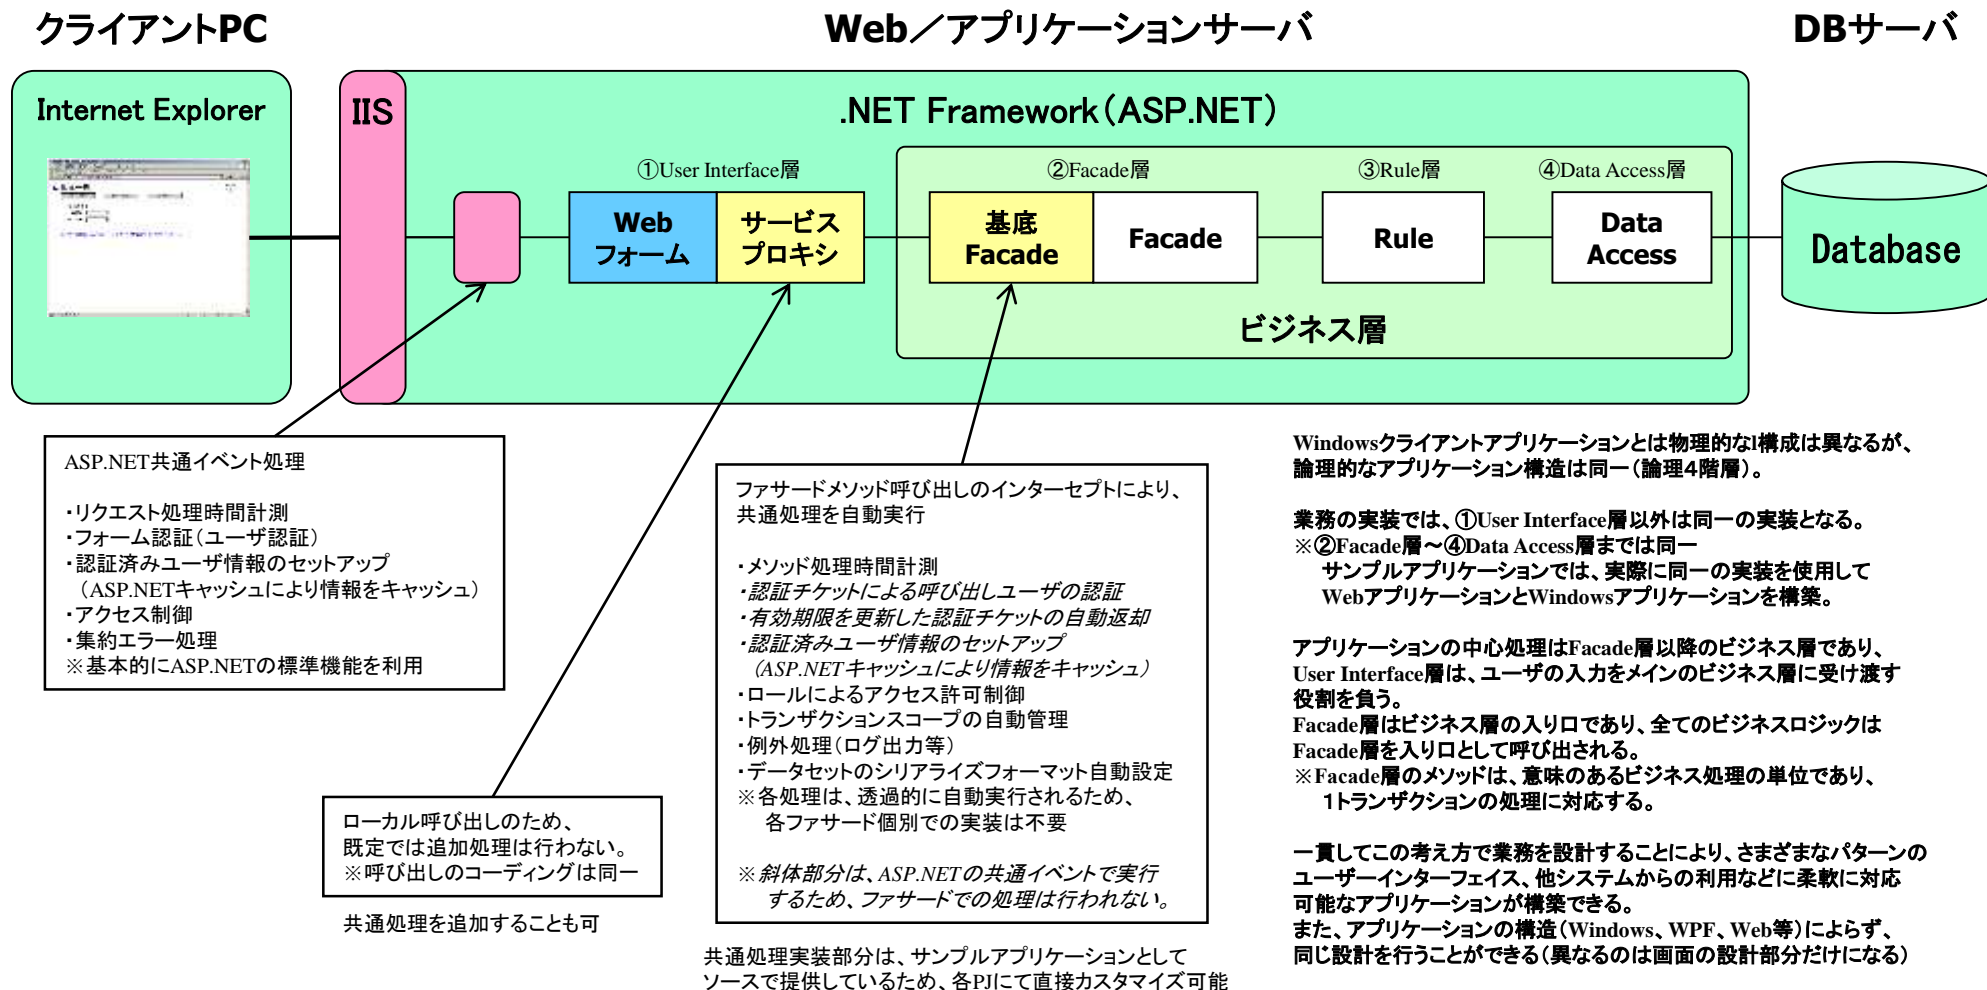 クライアントPC
Web／アプリケーションサーバ
DBサーバ
Internet Explorer
IIS
.NET Framework（ASP.NET）
①User Interface層
②Facade層
③Rule層
④Data Access層
Web
フォーム
サービス
プロキシ
基底
Facade
Facade
Rule
Data
Access
Database
ビジネス層
ASP.NET共通イベント処理
・リクエスト処理時間計測
・フォーム認証（ユーザ認証）
・認証済みユーザ情報のセットアップ
（ASP.NETキャッシュにより情報をキャッシュ）
・アクセス制御
・集約エラー処理
※基本的にASP.NETの標準機能を利用
ローカル呼び出しのため、
既定では追加処理は行わない。
※呼び出しのコーディングは同一
共通処理を追加することも可
ファサードメソッド呼び出しのインターセプトにより、
共通処理を自動実行
・メソッド処理時間計測
・認証チケットによる呼び出しユーザの認証
・有効期限を更新した認証チケットの自動返却
・認証済みユーザ情報のセットアップ
（ASP.NETキャッシュにより情報をキャッシュ）
・ロールによるアクセス許可制御
・トランザクションスコープの自動管理
・例外処理（ログ出力等）
・データセットのシリアライズフォーマット自動設定
※各処理は、透過的に自動実行されるため、
各ファサード個別での実装は不要
※斜体部分は、ASP.NETの共通イベントで実行
するため、ファサードでの処理は行われない。
共通処理実装部分は、サンプルアプリケーションとして
ソースで提供しているため、各PJにて直接カスタマイズ可能
Windowsクライアントアプリケーションとは物理的なl構成は異なるが、
論理的なアプリケーション構造は同一（論理４階層）。
業務の実装では、①User Interface層以外は同一の実装となる。
※②Facade層～④Data Access層までは同一
サンプルアプリケーションでは、実際に同一の実装を使用して
WebアプリケーションとWindowsアプリケーションを構築。
アプリケーションの中心処理はFacade層以降のビジネス層であり、
User Interface層は、ユーザの入力をメインのビジネス層に受け渡す
役割を負う。
Facade層はビジネス層の入り口であり、全てのビジネスロジックは
Facade層を入り口として呼び出される。
※Facade層のメソッドは、意味のあるビジネス処理の単位であり、
１トランザクションの処理に対応する。
一貫してこの考え方で業務を設計することにより、さまざまなパターンの
ユーザーインターフェイス、他システムからの利用などに柔軟に対応
可能なアプリケーションが構築できる。
また、アプリケーションの構造（Windows、WPF、Web等）によらず、
同じ設計を行うことができる（異なるのは画面の設計部分だけになる）